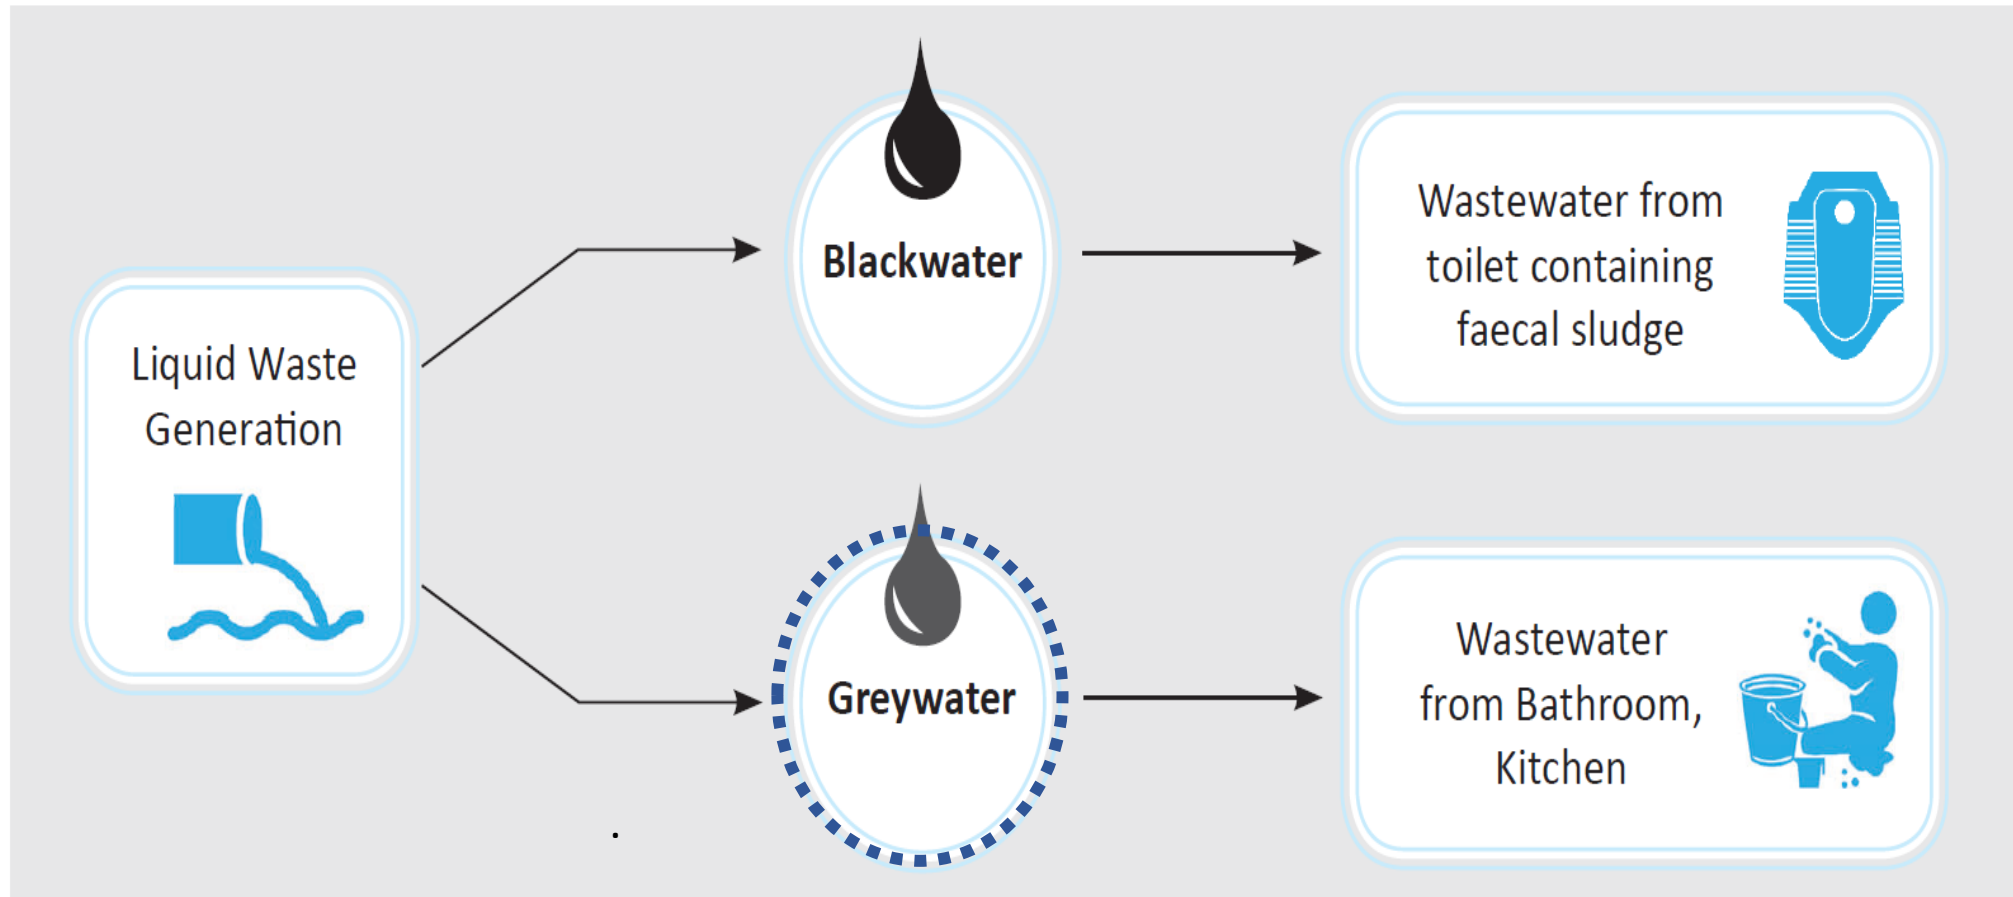 Liquid Waste
Generation
Blackwater
Wastewater from
toilet containing
faecal sludge
Greywater
Wastewater
from Bathroom,
Kitchen